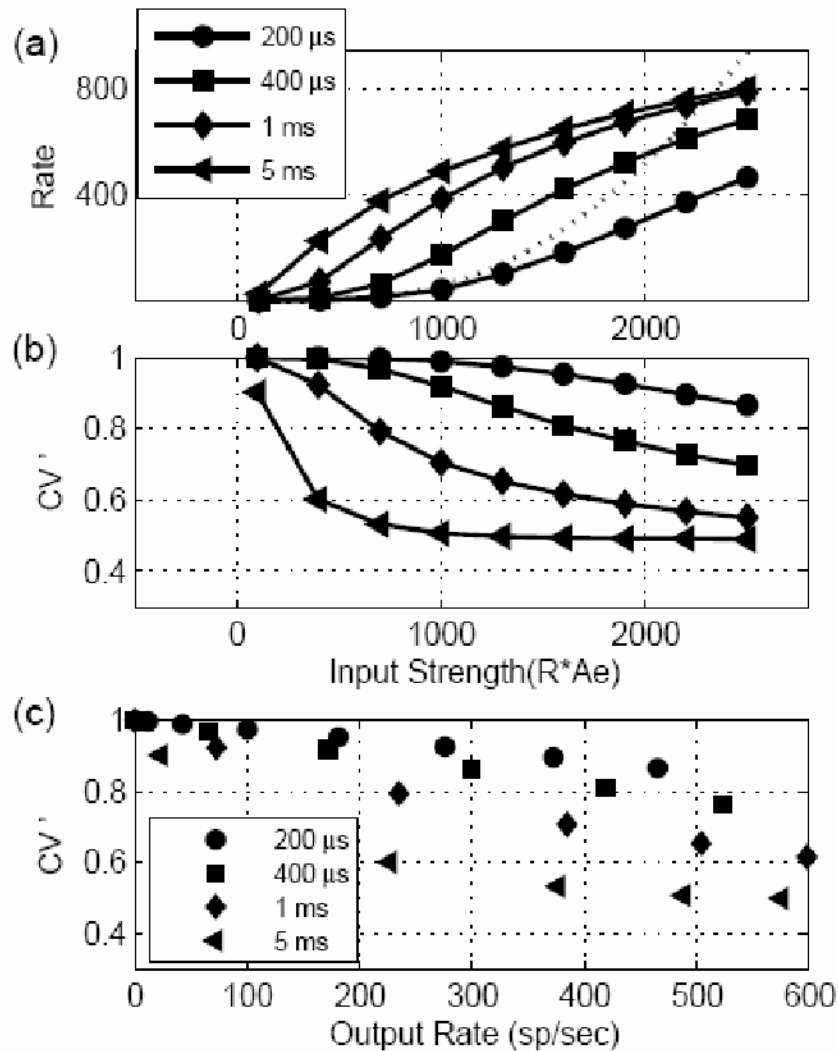 (a)
200 μs
400 μs
1 ms
5 ms
Rate
800
400
0 1000 2000
(b)
CV '
1
0.8
0.6
0.4
0 1000 2000
Input Strength(R*Ae)
(c)
CV '
1
0.8
0.6
0.4
200 μs
400 μs
1 ms
5 ms
0 100 200 300 400 500 600
Output Rate (sp/sec)